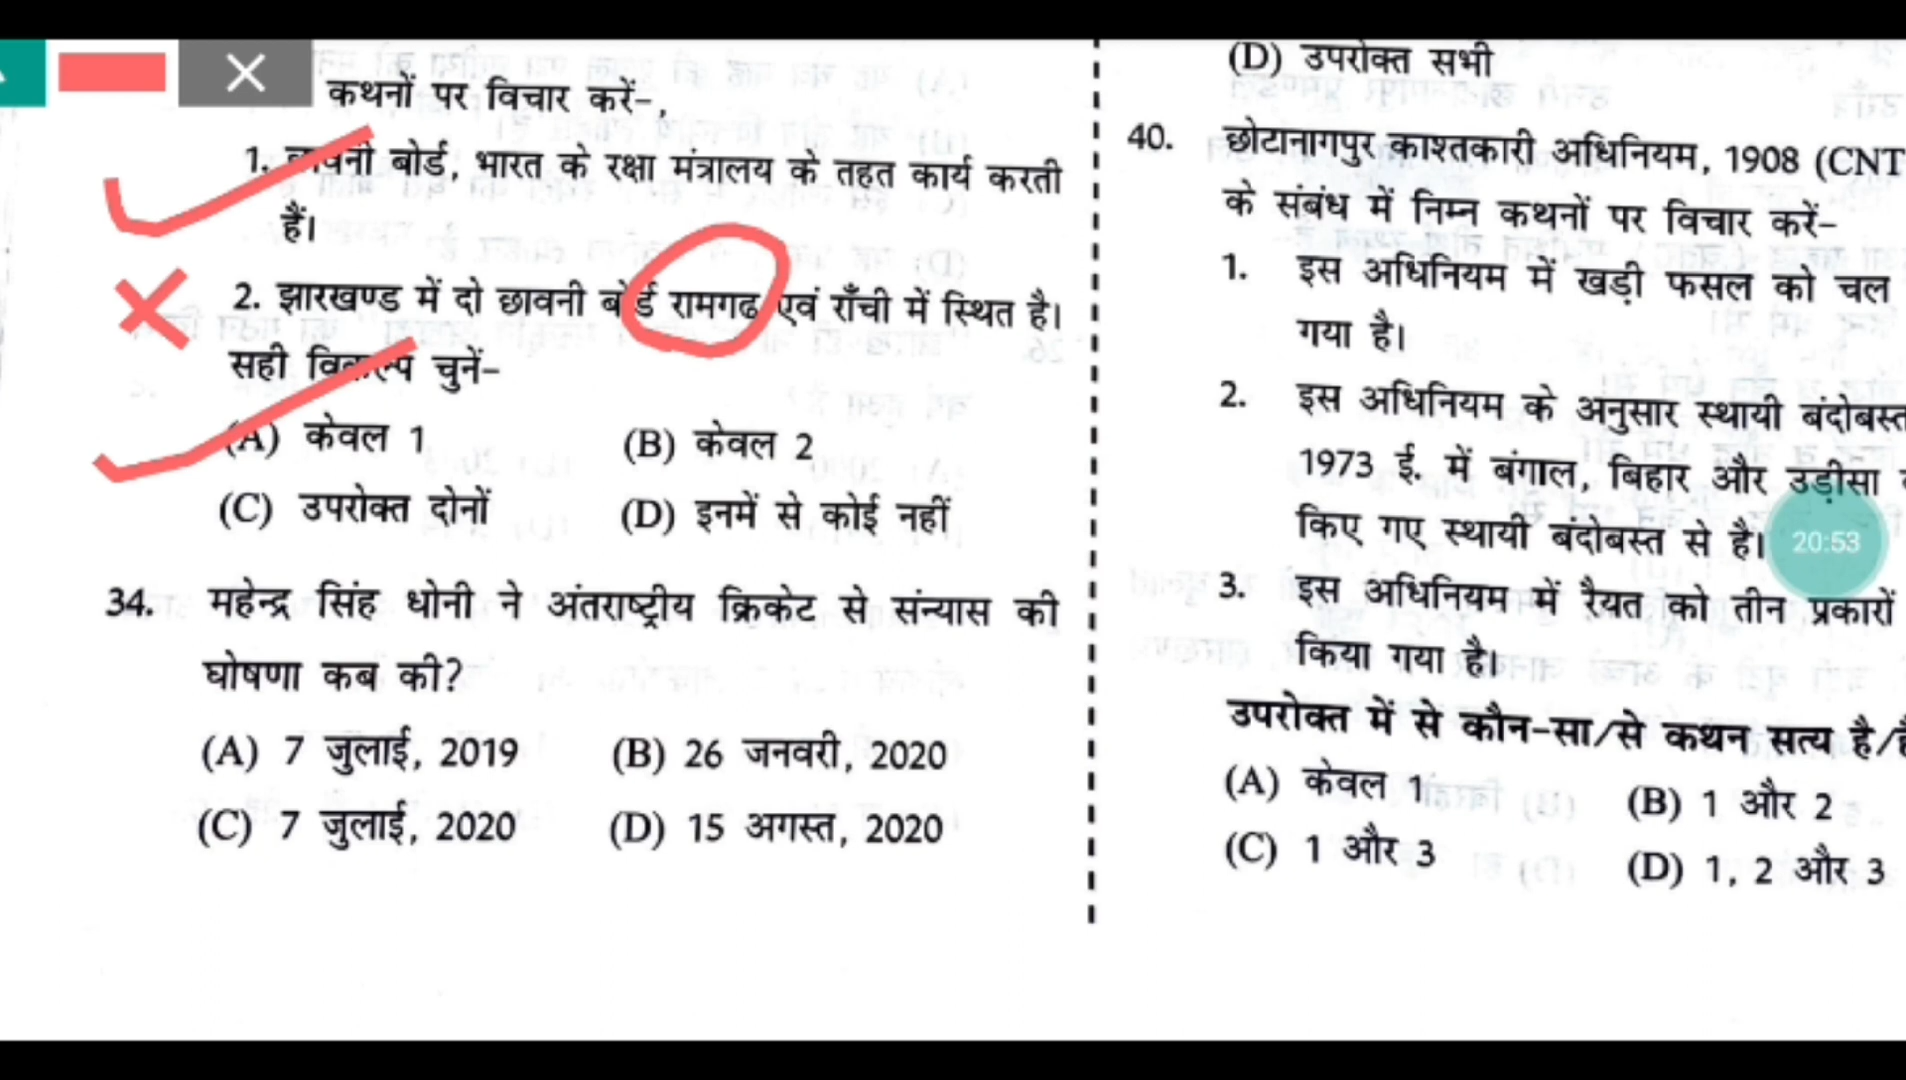 कथनों पर विचार करें-,
1. छावनी बोर्ड, भारत के रक्षा मंत्रालय के तहत कार्य करती
हैं।
2. झारखण्ड में दो छावनी बोर्ड रामगढ एवं राँची में स्थित है।
सही विकल्प चुनें-
(A) केवल 1
(B) केवल 2
(C) उपरोक्त दोनों
(D) इनमें से कोई नहीं
34. महेन्द्र सिंह धोनी ने अंतराष्ट्रीय क्रिकेट से संन्यास की
घोषणा कब की?
(A) 7 जुलाई, 2019
(B) 26 जनवरी, 2020
(C) 7 जुलाई, 2020
(D) 15 अगस्त, 2020
(D) उपरोक्त सभी
40. छोटानागपुर काश्तकारी अधिनियम, 1908 (CNT
के संबंध में निम्न कथनों पर विचार करें-
1. इस अधिनियम में खड़ी फसल को चल
गया है।
2. इस अधिनियम के अनुसार स्थायी बंदोबस्त
1973 ई. में बंगाल, बिहार और उड़ीसा
किए गए स्थायी बंदोबस्त से है।
20:53
3. इस अधिनियम में रैयत को तीन प्रकारों
किया गया है।
उपरोक्त में से कौन-सा/से कथन सत्य है/
(A) केवल 1
(B) 1 और 2
(C) 1 और 3
(D) 1, 2 और 3